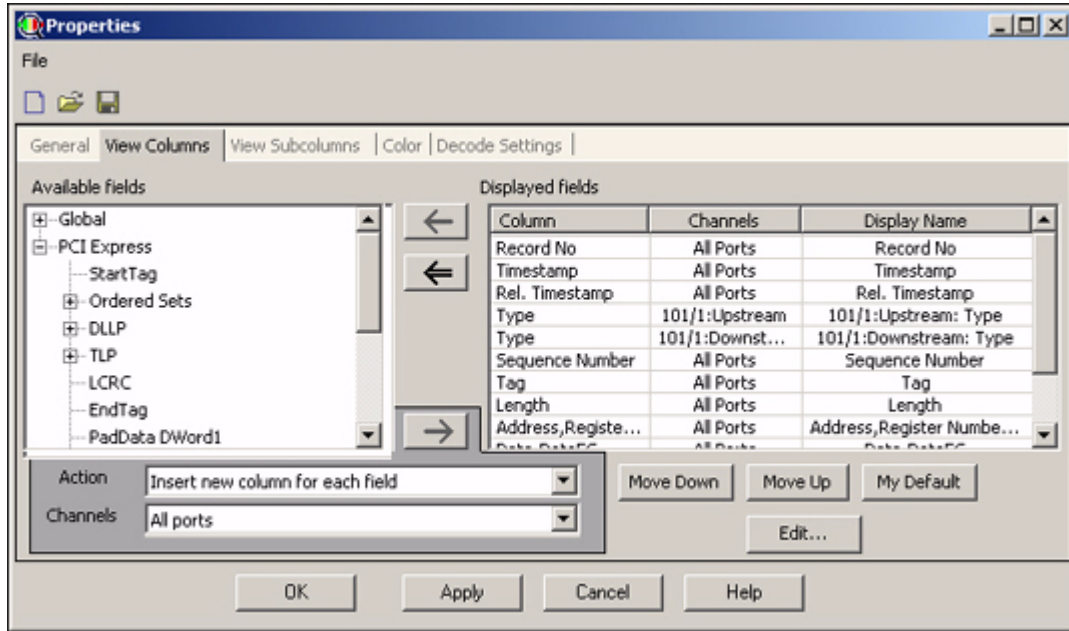 Properties
File
General View Columns View Subcolumns Color Decode Settings
Available fields
Global
PCI Express
StartTag
Ordered Sets
DLLP
TLP
LCRC
EndTag
PadData DWord1
Displayed fields
Column Channels Display Name
Record No All Ports Record No
Timestamp All Ports Timestamp
Rel. Timestamp All Ports Rel. Timestamp
Type 101/1:Upstream 101/1:Upstream: Type
Type 101/1:Downst... 101/1:Downstream: Type
Sequence Number All Ports Sequence Number
Tag All Ports Tag
Length All Ports Length
Address,Registe... All Ports Address,Register Numbe...
Action Insert new column for each field
Channels All ports
Move Down Move Up My Default
Edit...
OK Apply Cancel Help